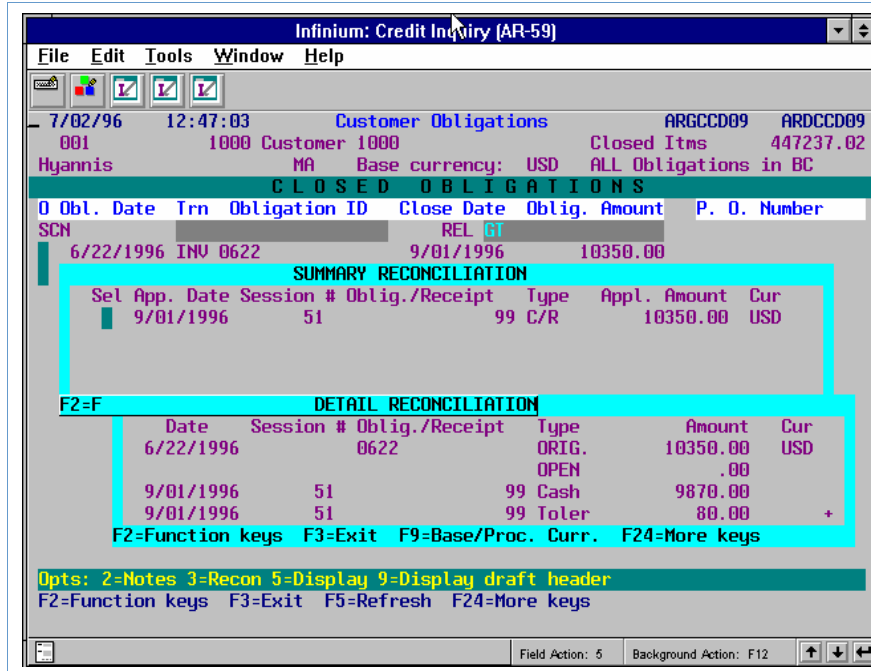 Infinium: Credit Inquiry (AR-59)
File Edit Tools Window Help
7/02/96 12:47:03 Customer Obligations ARGCCD09 ARDCCD09
001 1000 Customer 1000 Closed Itms 447237.02
Hyannis MA Base currency: USD ALL Obligations in BC
C L O S E D O B L I G A T I O N S
O Obl. Date Trn Obligation ID Close Date Oblig. Amount P. O. Number
SCN REL GT
6/22/1996 INV 0622 9/01/1996 10350.00
SUMMARY RECONCILIATION
Sel App. Date Session # Oblig./Receipt Type Appl. Amount Cur
9/01/1996 51 99 C/R 10350.00 USD
F2=F DETAIL RECONCILIATION
Date Session # Oblig./Receipt Type Amount Cur
6/22/1996 0622 ORIG. 10350.00 USD
OPEN .00
9/01/1996 51 99 Cash 9870.00
9/01/1996 51 99 Toler 80.00 +
F2=Function keys F3=Exit F9=Base/Proc. Curr. F24=More keys
Opts: 2=Notes 3=Recon 5=Display 9=Display draft header
F2=Function keys F3=Exit F5=Refresh F24=More keys
Field Action: 5 Background Action: F12